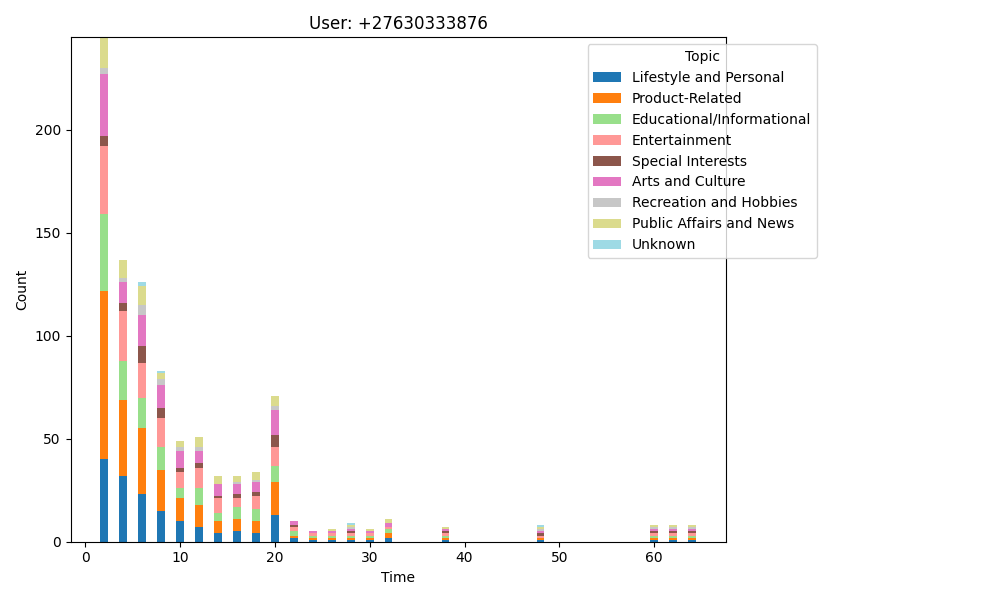 User: +27630333876
Topic
Lifestyle and Personal
Product-Related
Educational/Informational
Entertainment
Special Interests
Arts and Culture
Recreation and Hobbies
Public Affairs and News
Unknown
Count
200
150
100
50
0
0 10 20 30 40 50 60
Time